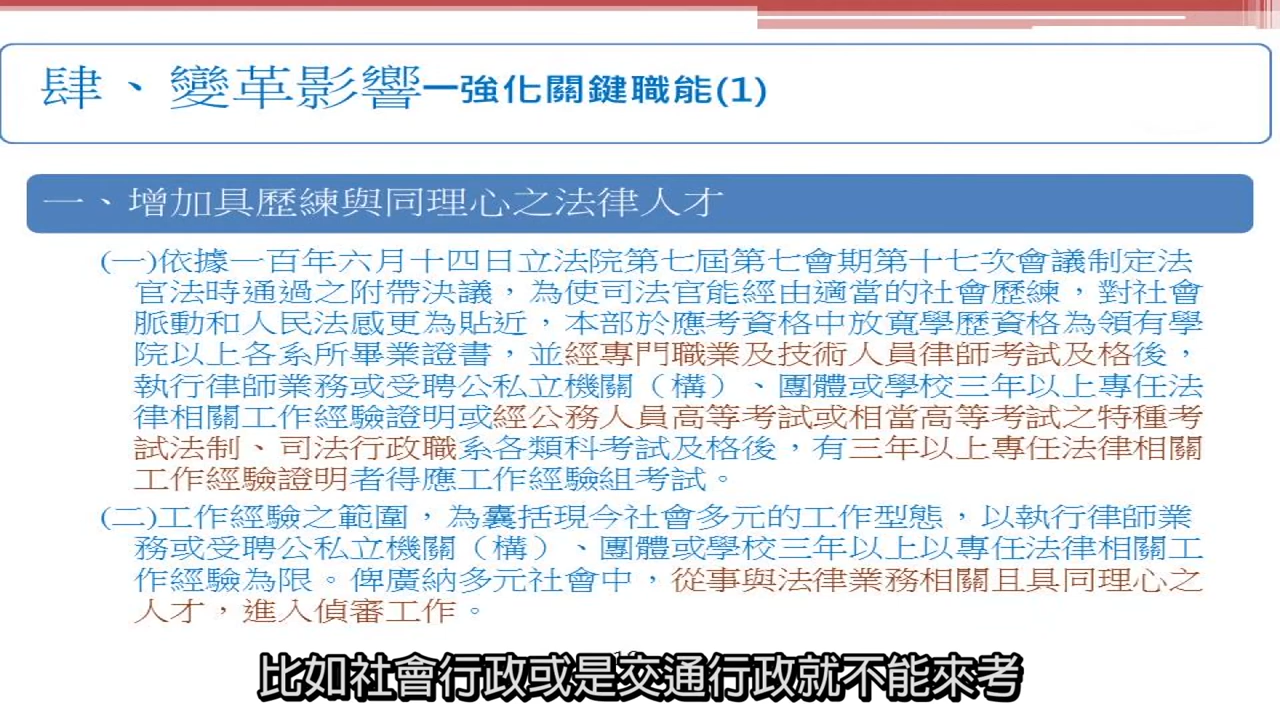 肆、變革影響—強化關鍵職能(1)
一、增加具歷練與同理心之法律人才
(一)依據一百年六月十四日立法院第七屆第七會期第十七次會議制定法
官法時通過之附帶決議，為使司法官能經由適當的社會歷練，對社會
脈動和人民法感更為貼近，本部於應考資格中放寬學歷資格為領有學
院以上各系所畢業證書，並經專門職業及技術人員律師考試及格後，
執行律師業務或受聘公私立機關（構）、團體或學校三年以上專任法
律相關工作經驗證明或經公務人員高等考試或相當高等考試之特種考
試法制、司法行政職系各類科考試及格後，有三年以上專任法律相關
工作經驗證明者得應工作經驗組考試。
(二)工作經驗之範圍，為囊括現今社會多元的工作型態，以執行律師業
務或受聘公私立機關（構）、團體或學校三年以上以專任法律相關工
作經驗為限。俾廣納多元社會中，從事與法律業務相關且具同理心之
人才，進入偵審工作。
比如社會行政或是交通行政就不能來考